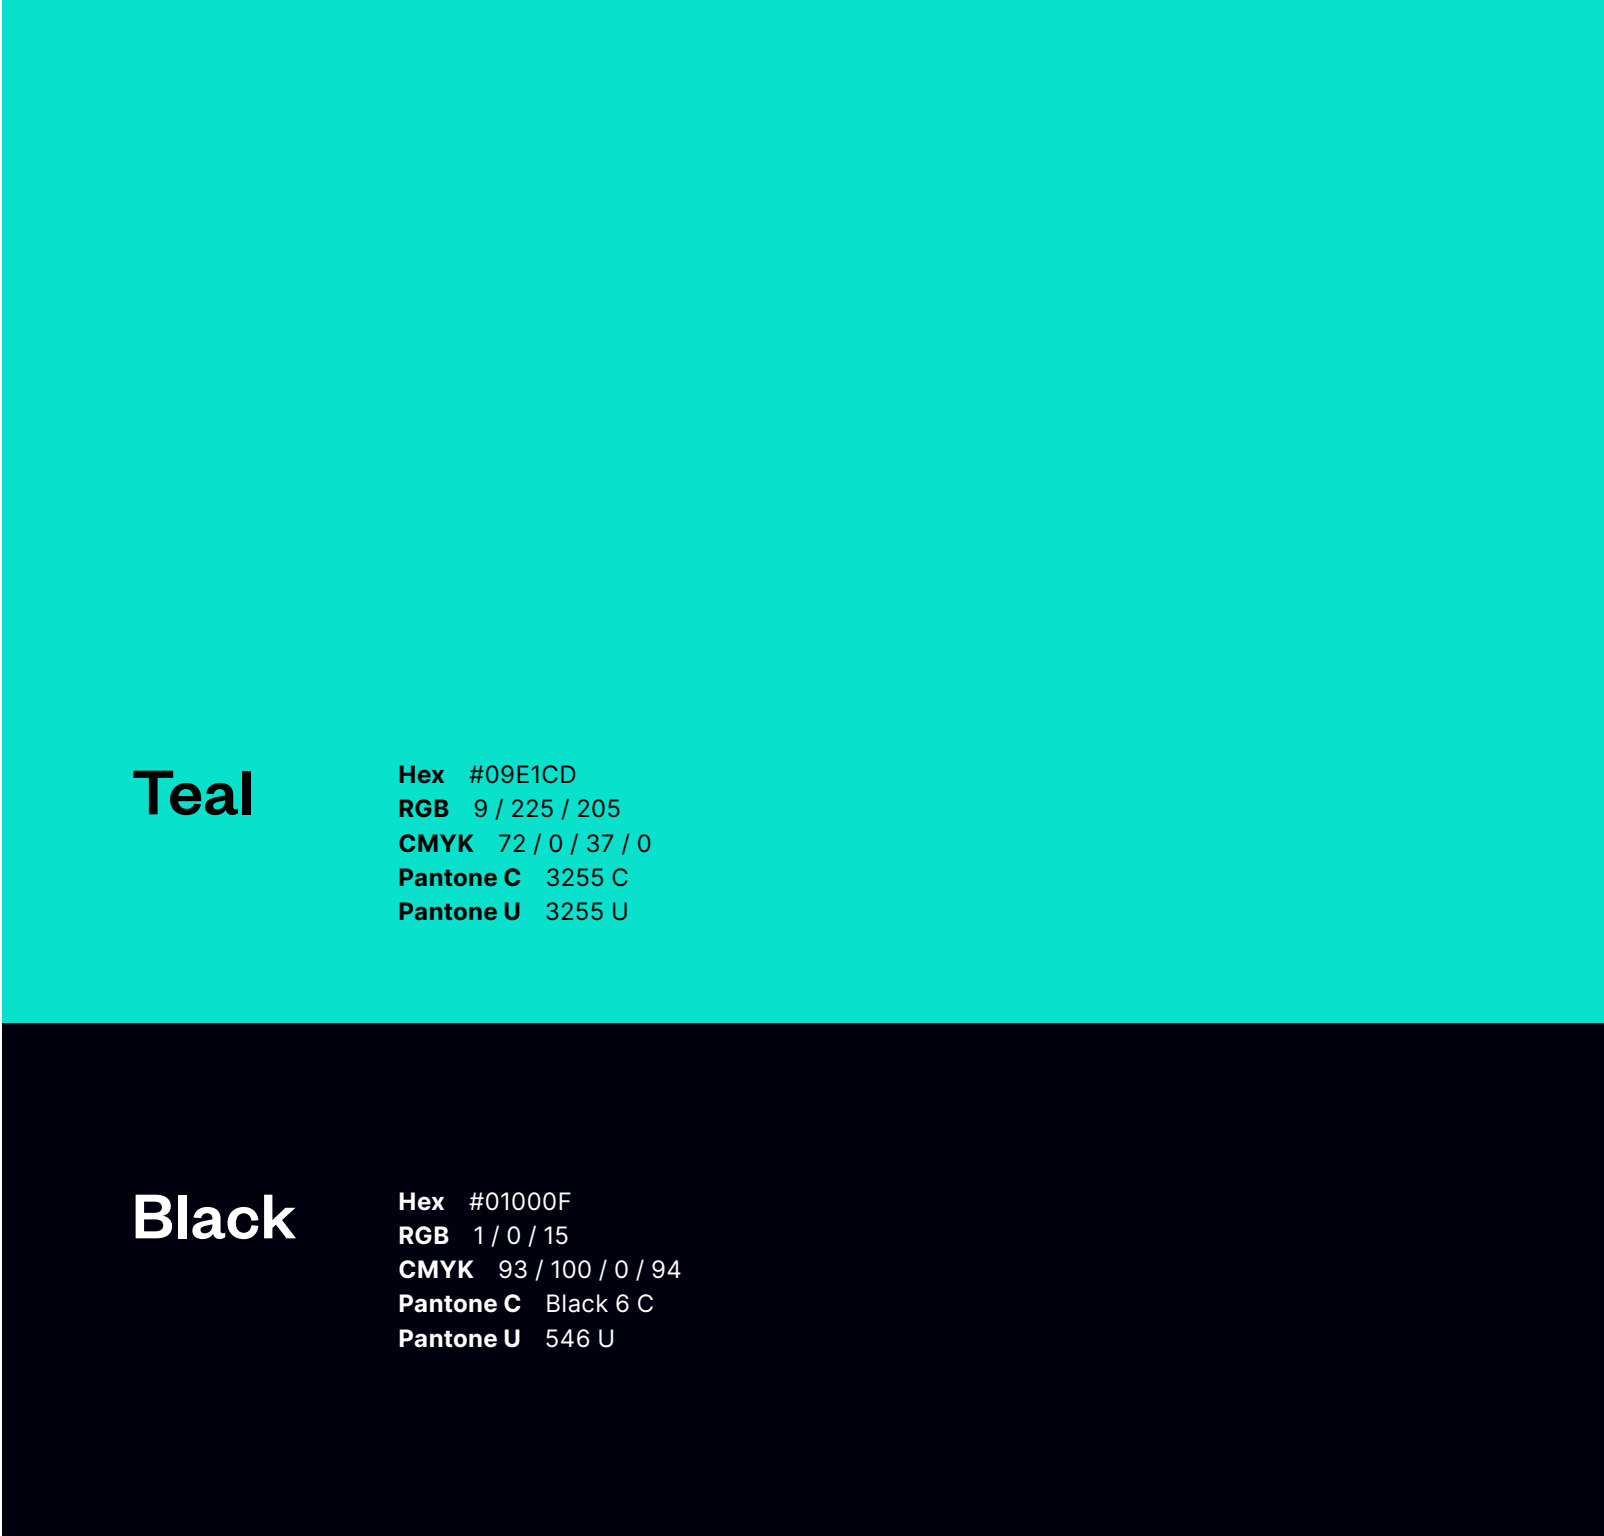 Teal
Hex #09E1CD
RGB 9 / 225 / 205
CMYK 72 / 0 / 37 / 0
Pantone C 3255 C
Pantone U 3255 U
Black
Hex #01000F
RGB 1 / 0 / 15
CMYK 93 / 100 / 0 / 94
Pantone C Black 6 C
Pantone U 546 U